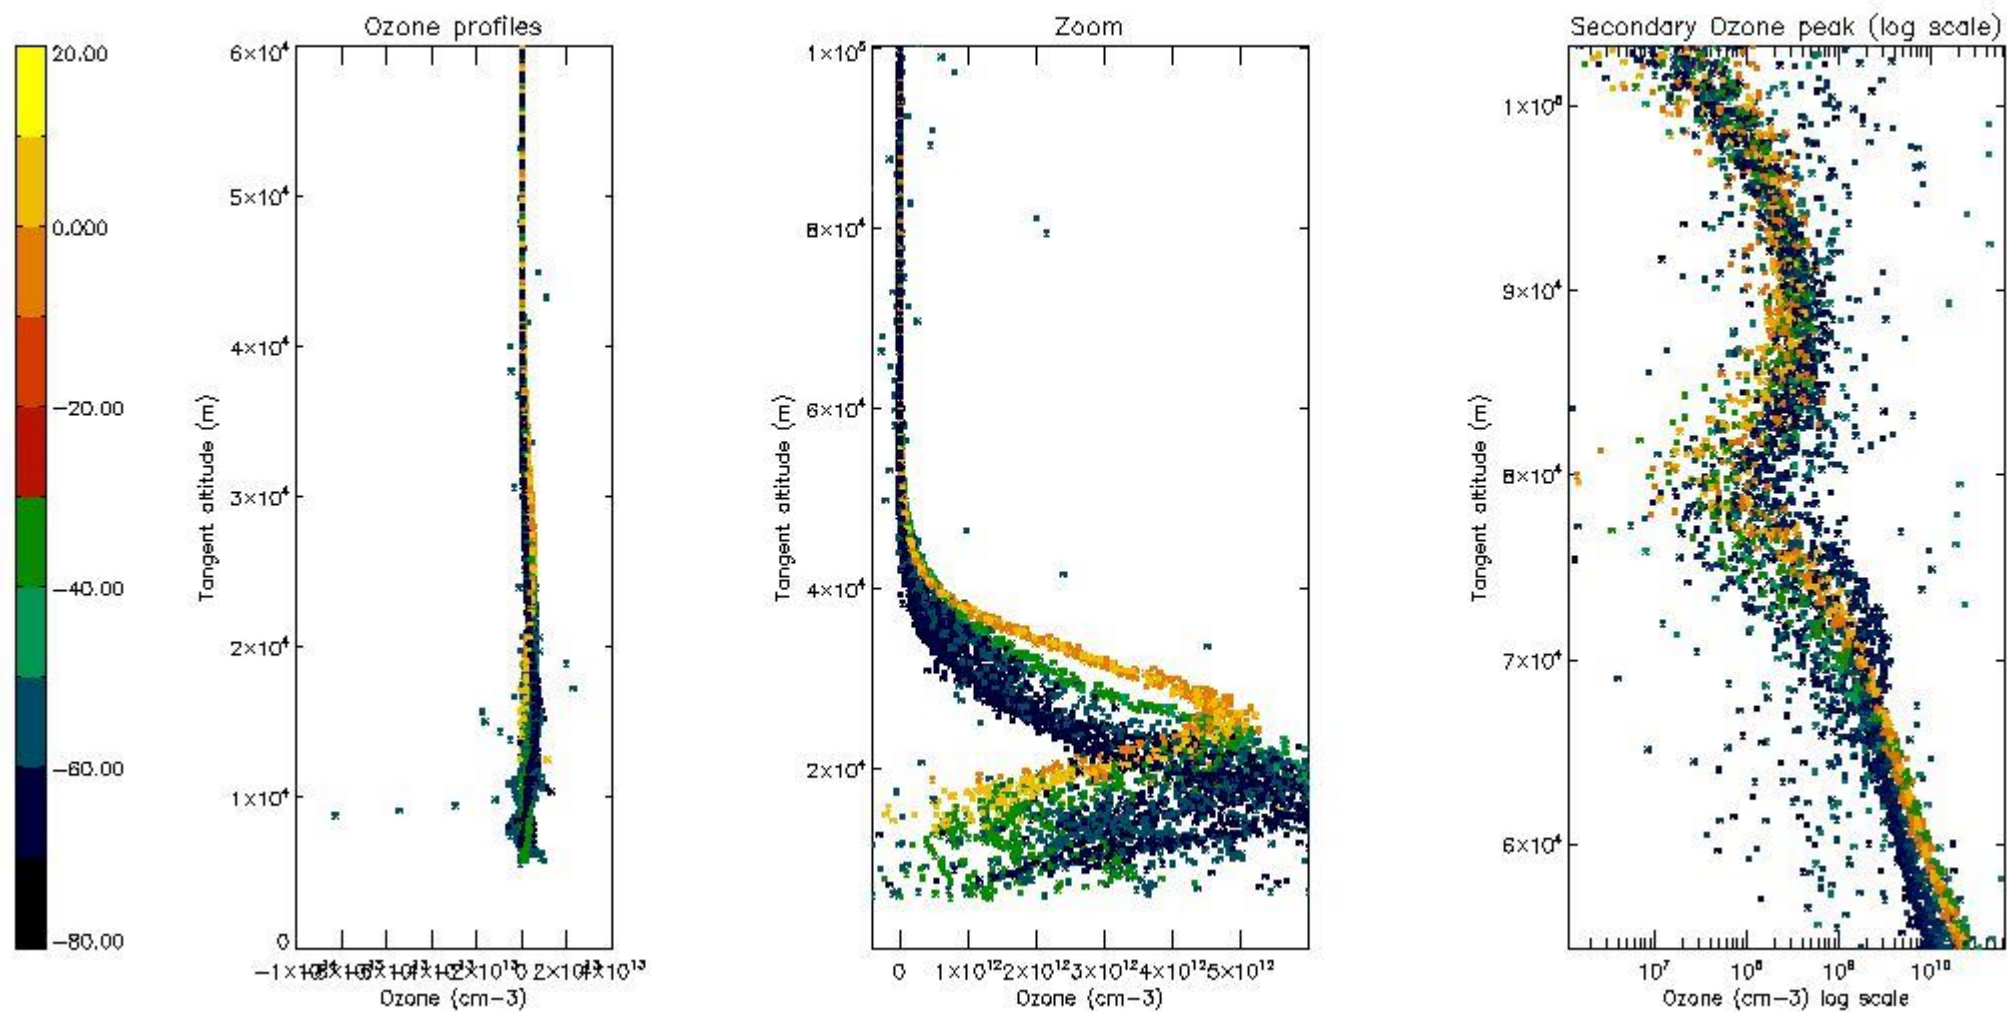 Ozone profiles
Zoom
Secondary Ozone peak (log scale)
20.00
0.000
−20.00
−40.00
−60.00
−80.00
6×10⁴
5×10⁴
4×10⁴
3×10⁴
2×10⁴
1×10⁴
0
Tangent altitude (m)
0 2×10¹³
Ozone (cm−3)
1×10⁵
8×10⁴
6×10⁴
4×10⁴
2×10⁴
Tangent altitude (m)
0 1×10¹² 2×10¹² 3×10¹² 4×10¹² 5×10¹²
Ozone (cm−3)
1×10⁵
9×10⁴
8×10⁴
7×10⁴
6×10⁴
Tangent altitude (m)
10⁷ 10⁸ 10⁹ 10¹⁰
Ozone (cm−3) log scale